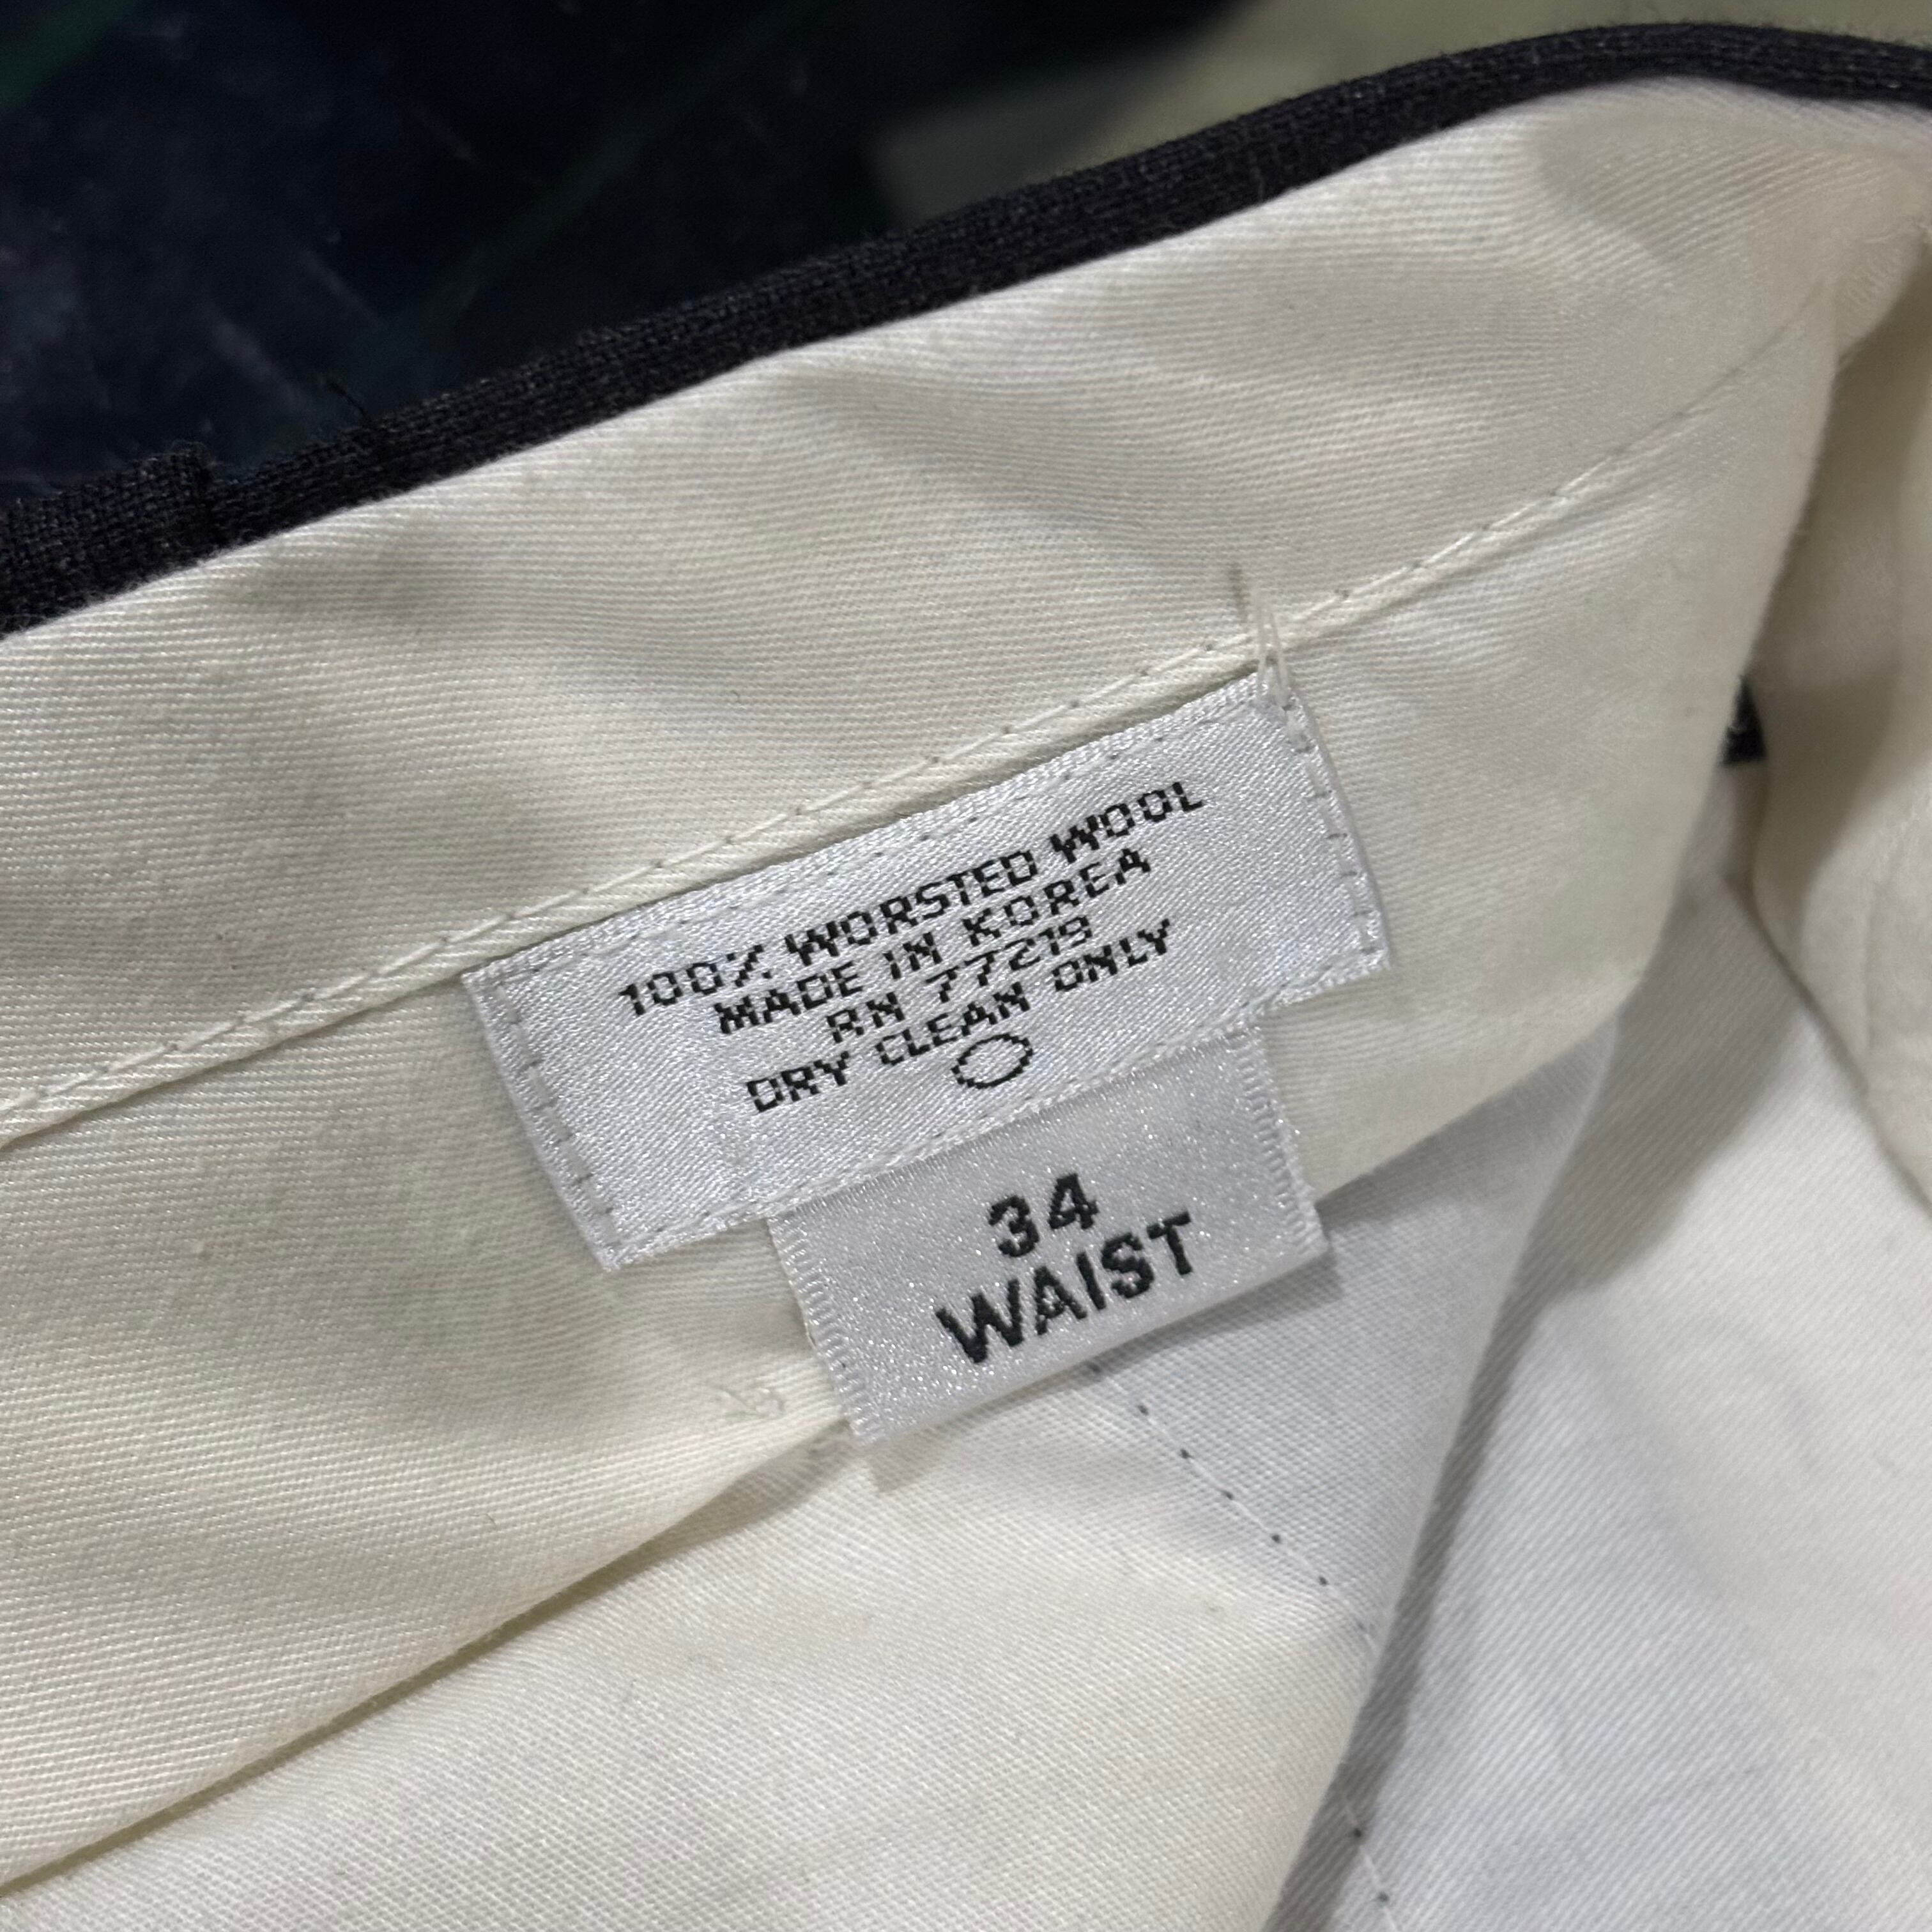 100% WORSTED WOOL
MADE IN KOREA
RN 77219
DRY CLEAN ONLY
34
WAIST